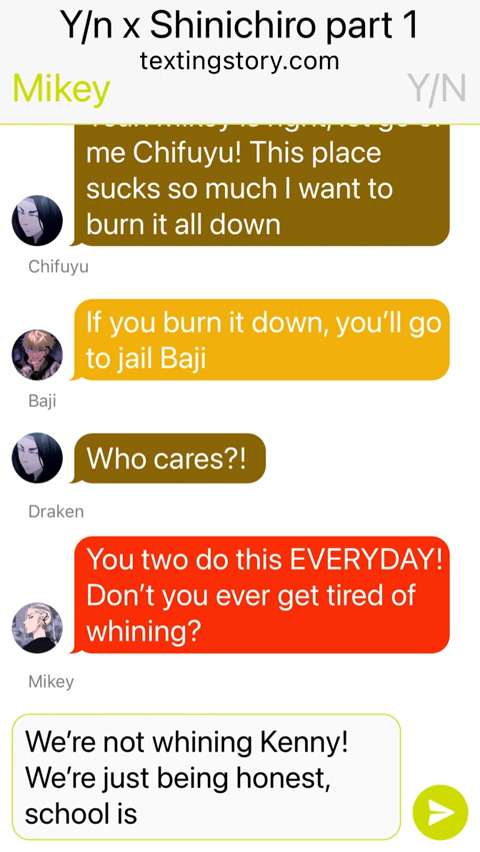 Y/n x Shinichiro part 1
textingstory.com
Mikey
Y/N
me Chifuyu! This place
sucks so much I want to
burn it all down
Chifuyu
If you burn it down, you’ll go
to jail Baji
Baji
Who cares?!
Draken
You two do this EVERYDAY!
Don’t you ever get tired of
whining?
Mikey
We’re not whining Kenny!
We’re just being honest,
school is